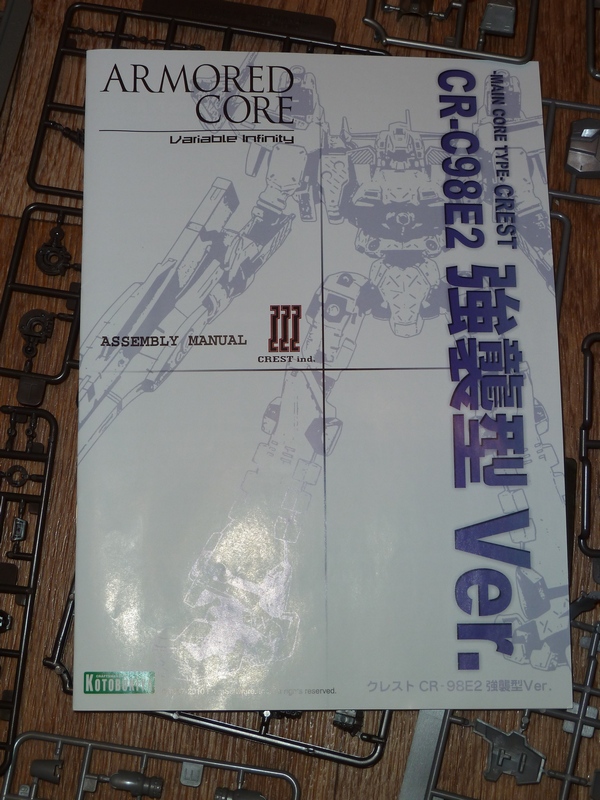 ARMORED
CORE
Variable Infinity
-MAIN CORE TYPE- CREST
CR-C98E2 強襲型 Ver.
ASSEMBLY MANUAL
CREST ind.
KOTOBUKIYA
rights reserved.
クレスト CR-98E2 強襲型Ver.